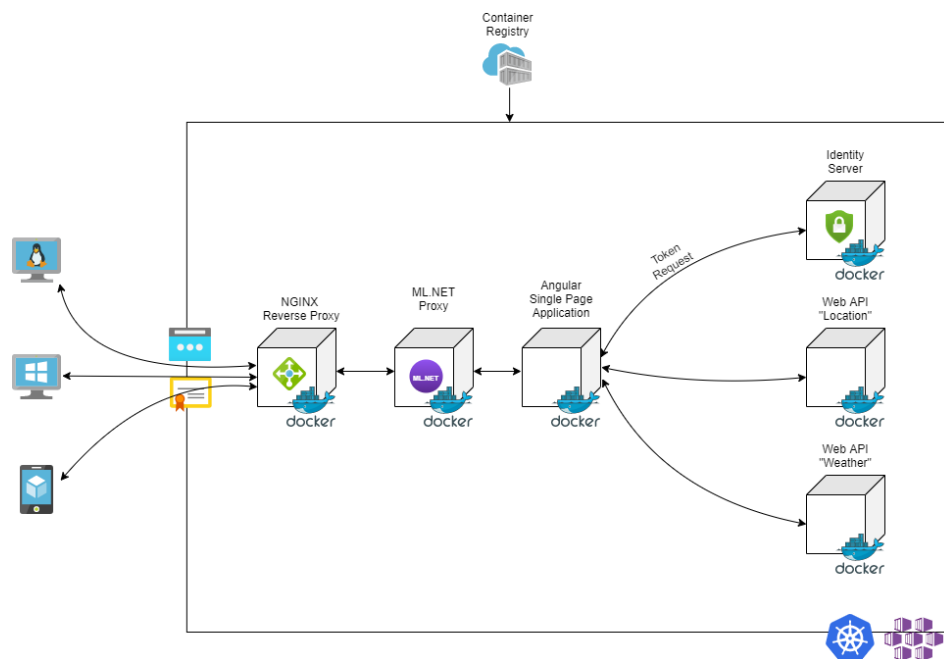 Container
Registry
Identity
Server
docker
Token
Request
Angular
Single Page
Application
ML.NET
Proxy
NGINX
Reverse Proxy
Web API
"Location"
ML.NET
docker
docker
docker
docker
Web API
"Weather"
docker